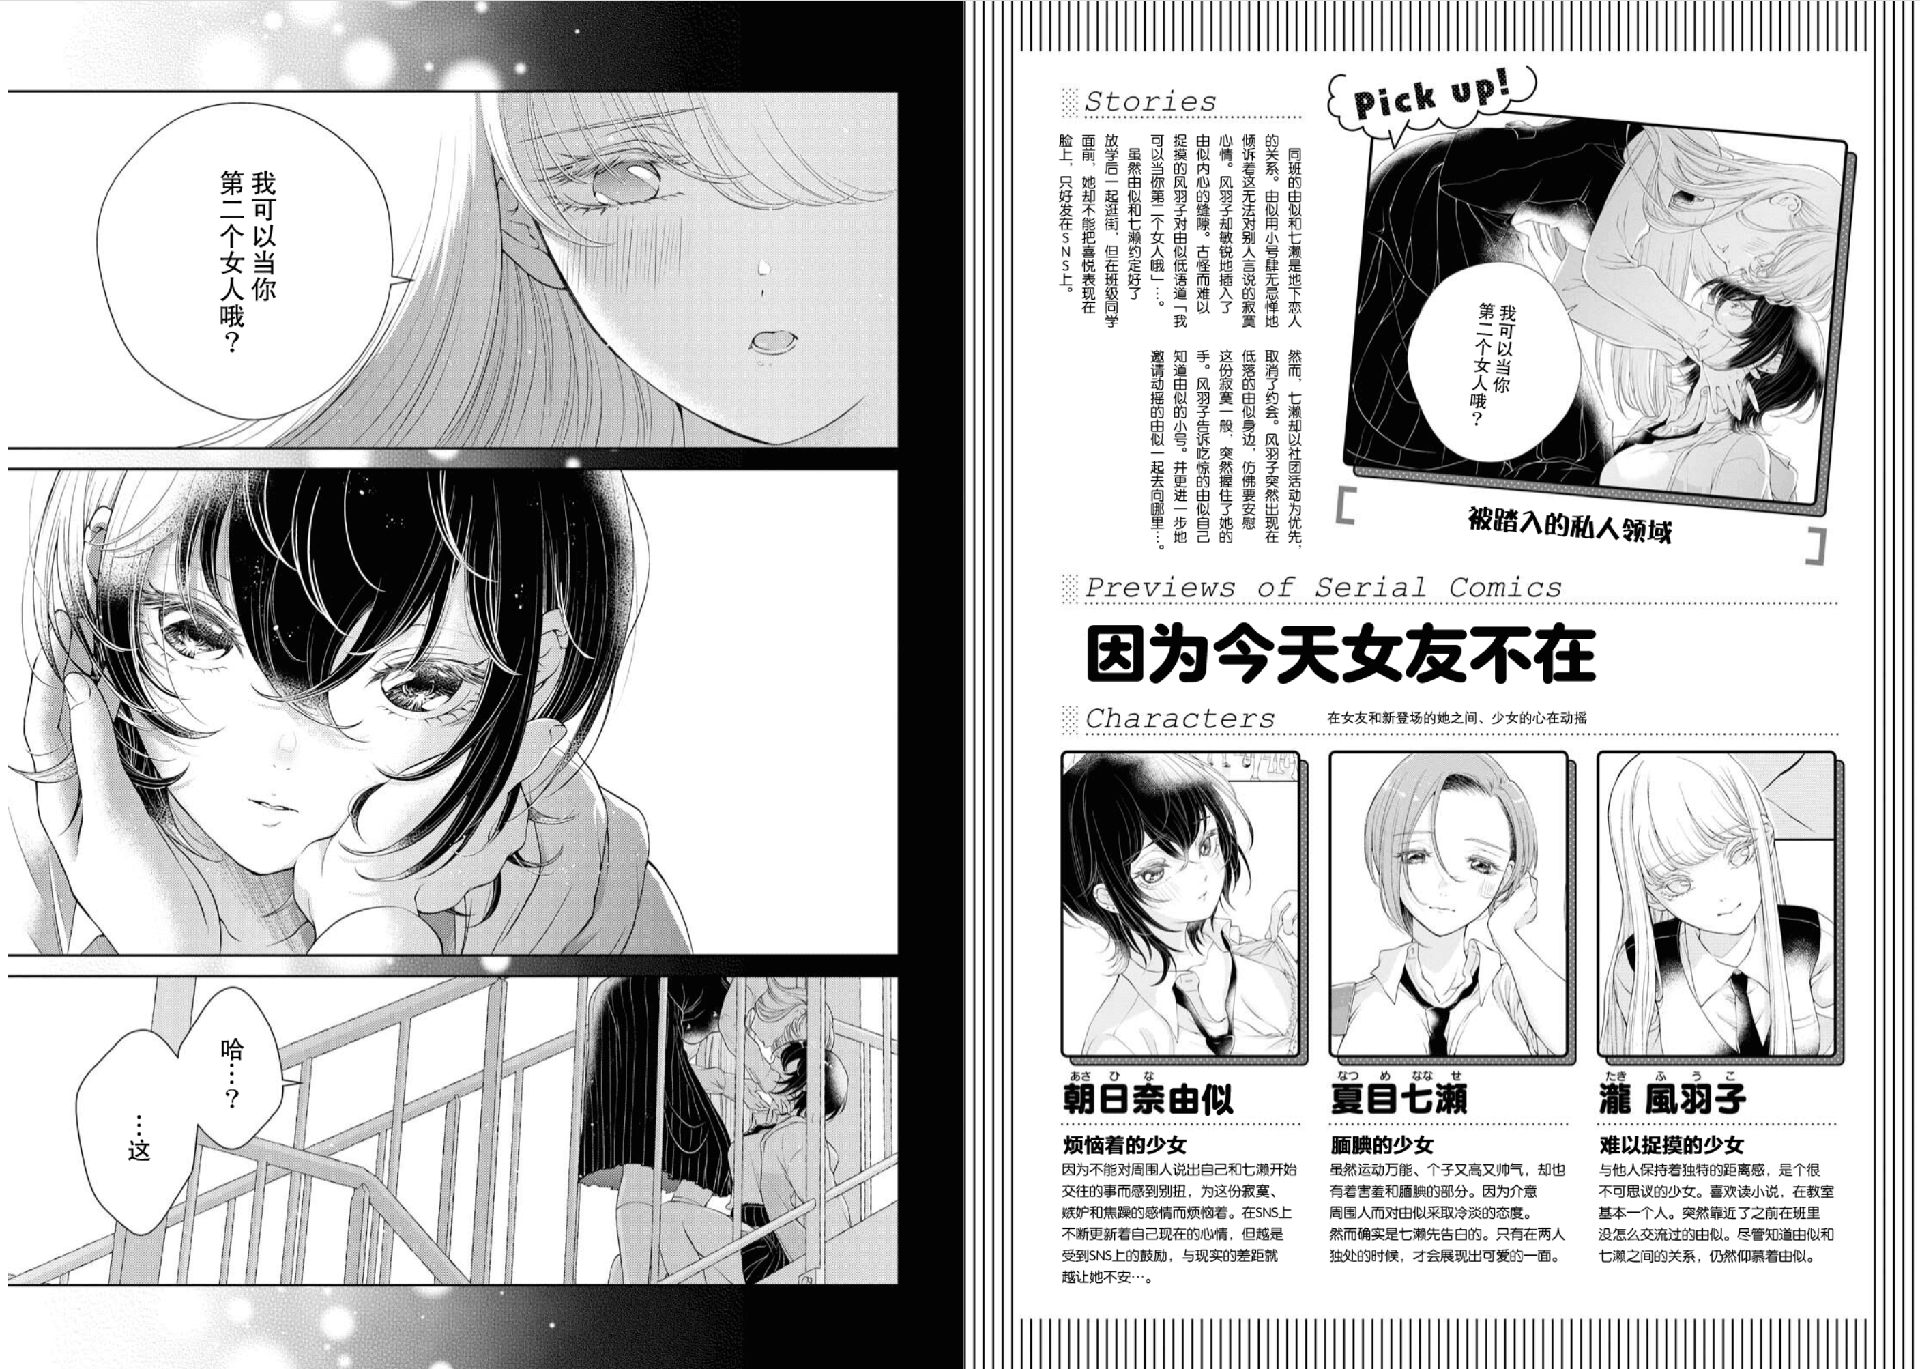 Stories
同班的由似和七濑是地下恋人
的关系。由似用小号肆无忌惮地
倾诉着这无法对别人言说的寂寞
心情。风羽子却敏锐地插入了
由似内心的缝隙。古怪而难以
捉摸的风羽子对由似低语道「我
可以当你第二个女人哦」…。
虽然由似和七濑约定好了
放学后一起逛街，但在班级同学
面前，她却不能把喜悦表现在
脸上，只好发在SNS上。
然而，七濑却以社团活动为优先，
取消了约会。风羽子突然出现在
低落的由似身边，仿佛要安慰
这份寂寞一般，突然握住了她的
手。风羽子告诉吃惊的由似自己
知道由似的小号。并更进一步地
邀请动摇的由似一起去向哪里…。
Pick up!
我可以当你
第二个女人哦？
被踏入的私人领域
Previews of Serial Comics
因为今天女友不在
Characters
在女友和新登场的她之间、少女的心在动摇
あさ ひ な
朝日奈由似
烦恼着的少女
因为不能对周围人说出自己和七濑开始
交往的事而感到别扭，为这份寂寞、
嫉妒和焦躁的感情而烦恼着。在SNS上
不断更新着自己现在的心情，但越是
受到SNS上的鼓励，与现实的差距就
越让她不安…。
なつ め なな せ
夏目七瀬
腼腆的少女
虽然运动万能、个子又高又帅气，却也
有着害羞和腼腆的部分。因为介意
周围人而对由似采取冷淡的态度。
然而确实是七濑先告白的。只有在两人
独处的时候，才会展现出可爱的一面。
たき ふ う こ
瀧 風羽子
难以捉摸的少女
与他人保持着独特的距离感，是个很
不可思议的少女。喜欢读小说，在教室
基本一个人。突然靠近了之前在班里
没怎么交流过的由似。尽管知道由似和
七濑之间的关系，仍然仰慕着由似。
我可以当你
第二个女人哦？
哈…？
…这